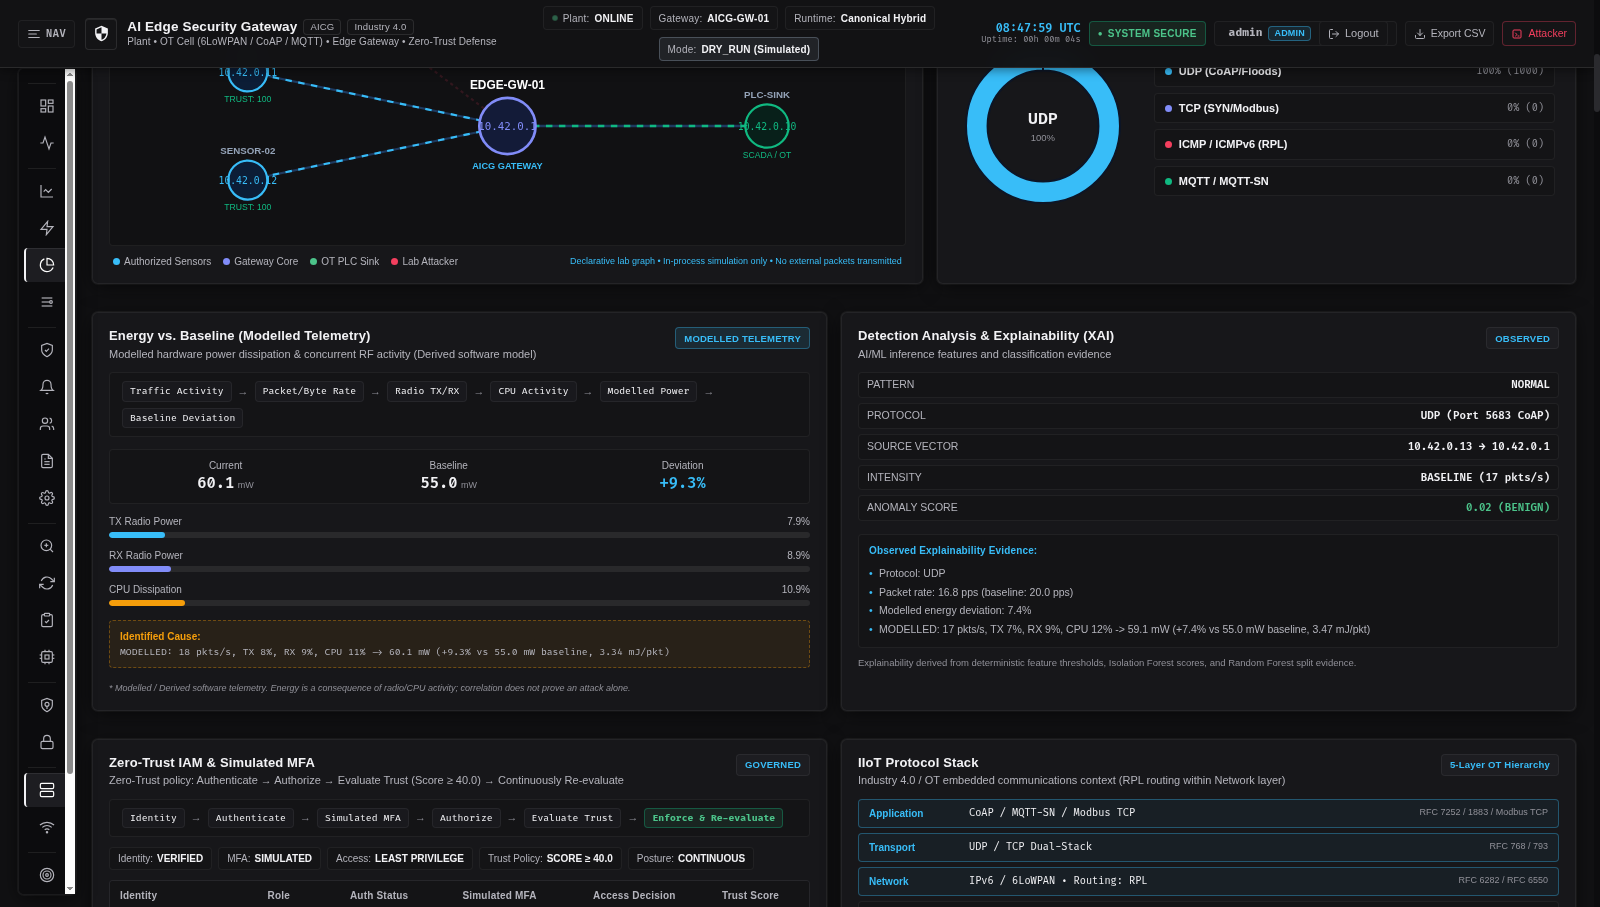 NAV
AI Edge Security Gateway AICG Industry 4.0
Plant • OT Cell (6LoWPAN / CoAP / MQTT) • Edge Gateway • Zero-Trust Defense
Plant: ONLINE
Gateway: AICG-GW-01
Runtime: Canonical Hybrid
Mode: DRY_RUN (Simulated)
08:47:59 UTC
Uptime: 00h 00m 04s
SYSTEM SECURE
admin ADMIN
Logout
Export CSV
Attacker
10.42.0.11
TRUST: 100
EDGE-GW-01
10.42.0.1
AICG GATEWAY
PLC-SINK
10.42.0.10
SCADA / OT
SENSOR-02
10.42.0.12
TRUST: 100
Authorized Sensors
Gateway Core
OT PLC Sink
Lab Attacker
Declarative lab graph • In-process simulation only • No external packets transmitted
UDP
100%
UDP (CoAP/Floods) 100% (1000)
TCP (SYN/Modbus) 0% (0)
ICMP / ICMPv6 (RPL) 0% (0)
MQTT / MQTT-SN 0% (0)
Energy vs. Baseline (Modelled Telemetry)
Modelled hardware power dissipation & concurrent RF activity (Derived software model)
MODELLED TELEMETRY
Traffic Activity → Packet/Byte Rate → Radio TX/RX → CPU Activity → Modelled Power →
Baseline Deviation
Current Baseline Deviation
60.1 mW 55.0 mW +9.3%
TX Radio Power 7.9%
RX Radio Power 8.9%
CPU Dissipation 10.9%
Identified Cause:
MODELLED: 18 pkts/s, TX 8%, RX 9%, CPU 11% -> 60.1 mW (+9.3% vs 55.0 mW baseline, 3.34 mJ/pkt)
* Modelled / Derived software telemetry. Energy is a consequence of radio/CPU activity; correlation does not prove an attack alone.
Detection Analysis & Explainability (XAI)
AI/ML inference features and classification evidence
OBSERVED
PATTERN NORMAL
PROTOCOL UDP (Port 5683 CoAP)
SOURCE VECTOR 10.42.0.13 → 10.42.0.1
INTENSITY BASELINE (17 pkts/s)
ANOMALY SCORE 0.02 (BENIGN)
Observed Explainability Evidence:
• Protocol: UDP
• Packet rate: 16.8 pps (baseline: 20.0 pps)
• Modelled energy deviation: 7.4%
• MODELLED: 17 pkts/s, TX 7%, RX 9%, CPU 12% -> 59.1 mW (+7.4% vs 55.0 mW baseline, 3.47 mJ/pkt)
Explainability derived from deterministic feature thresholds, Isolation Forest scores, and Random Forest split evidence.
Zero-Trust IAM & Simulated MFA
Zero-Trust policy: Authenticate → Authorize → Evaluate Trust (Score ≥ 40.0) → Continuously Re-evaluate
GOVERNED
Identity → Authenticate → Simulated MFA → Authorize → Evaluate Trust → Enforce & Re-evaluate
Identity: VERIFIED MFA: SIMULATED Access: LEAST PRIVILEGE Trust Policy: SCORE ≥ 40.0 Posture: CONTINUOUS
Identity Role Auth Status Simulated MFA Access Decision Trust Score
IIoT Protocol Stack
Industry 4.0 / OT embedded communications context (RPL routing within Network layer)
5-Layer OT Hierarchy
Application CoAP / MQTT-SN / Modbus TCP RFC 7252 / 1883 / Modbus TCP
Transport UDP / TCP Dual-Stack RFC 768 / 793
Network IPv6 / 6LoWPAN • Routing: RPL RFC 6282 / RFC 6550